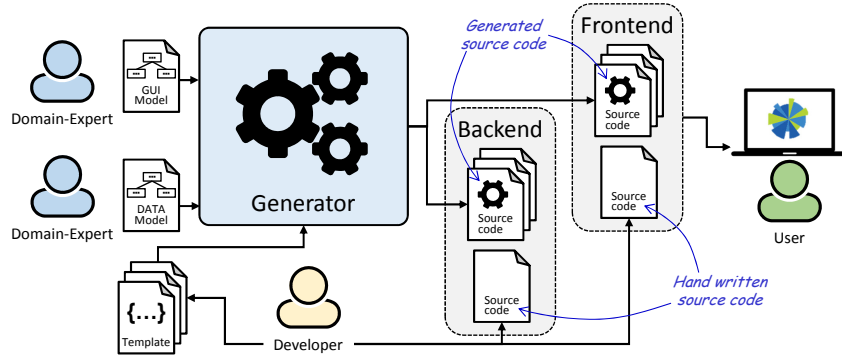 Generated
source code
Frontend
GUI
Model
Domain-Expert
Source
code
Backend
Generator
DATA
Model
Domain-Expert
Source
code
Source
code
User
{...}
Template
Developer
Source
code
Hand written
source code